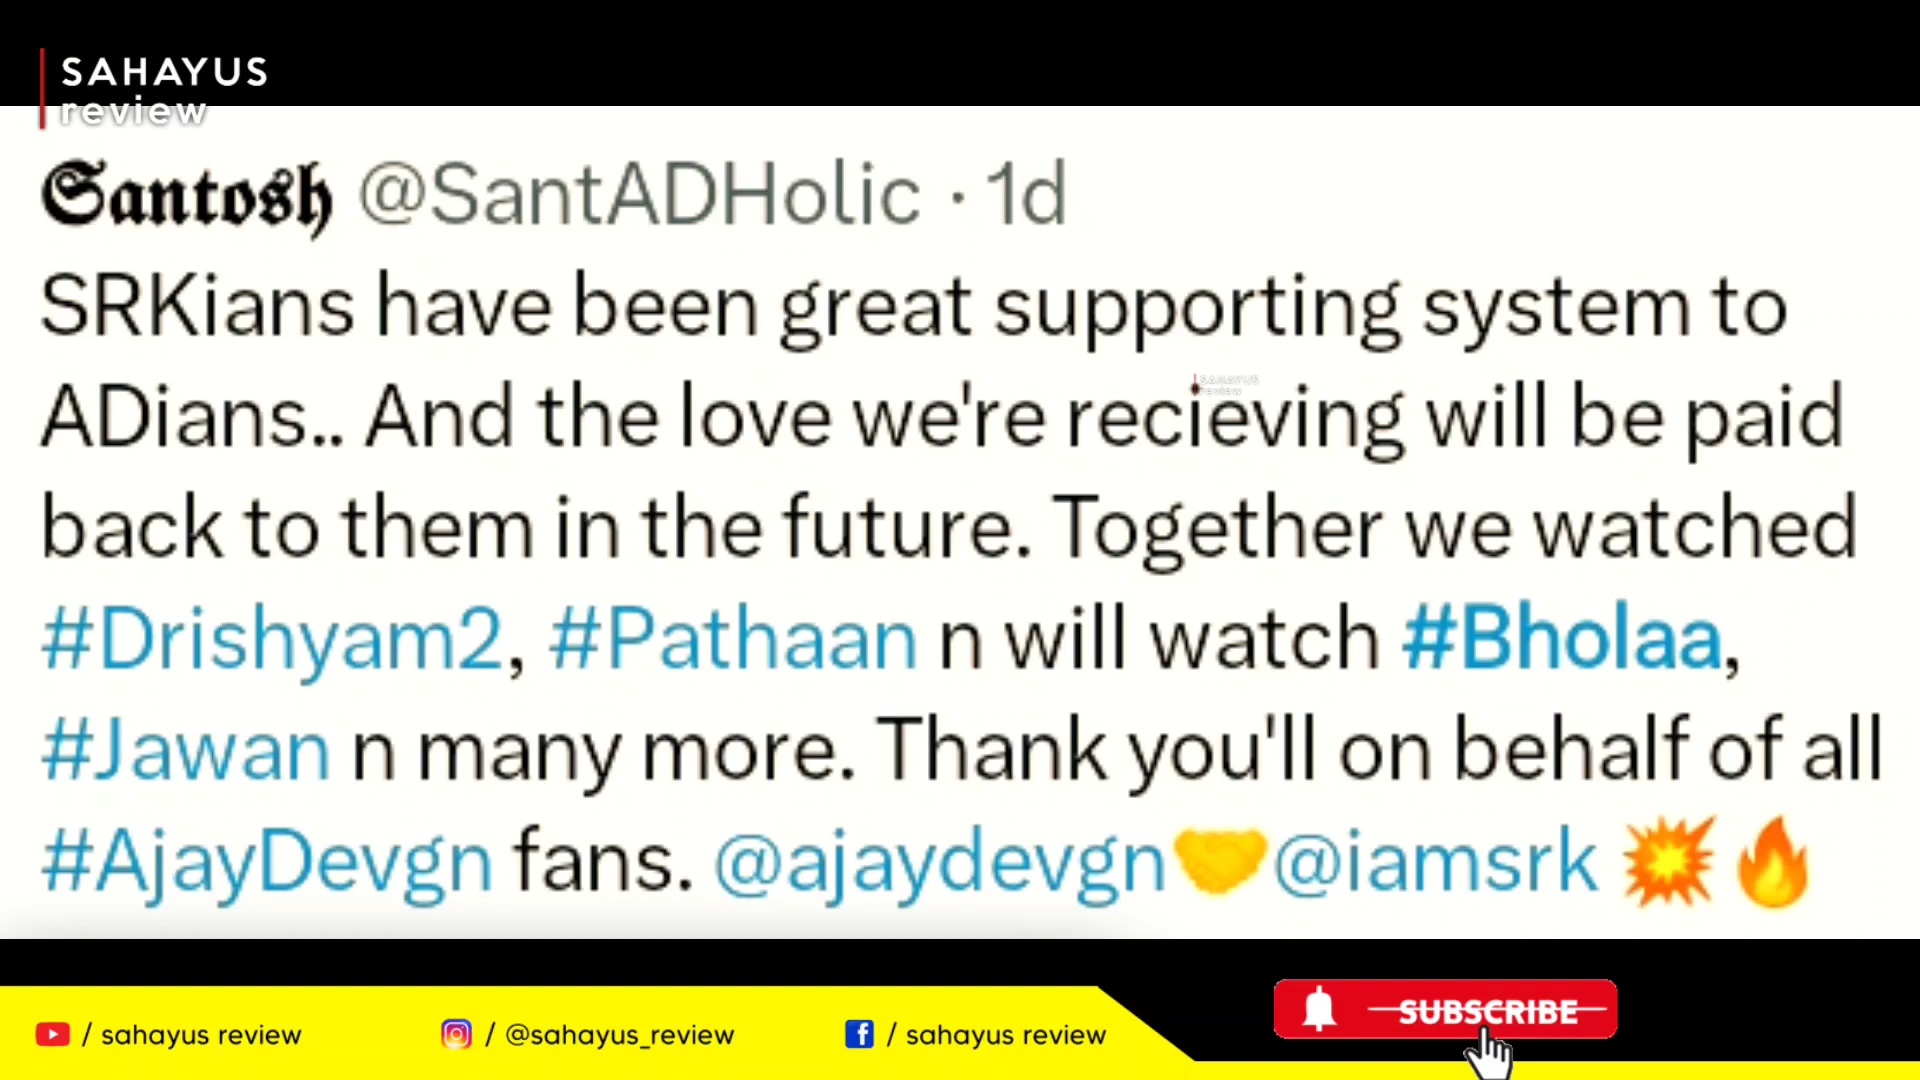 SAHAYUS
review
Santosh @SantADHolic · 1d
SRKians have been great supporting system to
ADians.. And the love we're recieving will be paid
back to them in the future. Together we watched
#Drishyam2, #Pathaan n will watch #Bholaa,
#Jawan n many more. Thank you'll on behalf of all
#AjayDevgn fans. @ajaydevgn🤝@iamsrk 💥🔥
SAHAYUS
review
/ sahayus review
/ @sahayus_review
/ sahayus review
SUBSCRIBE